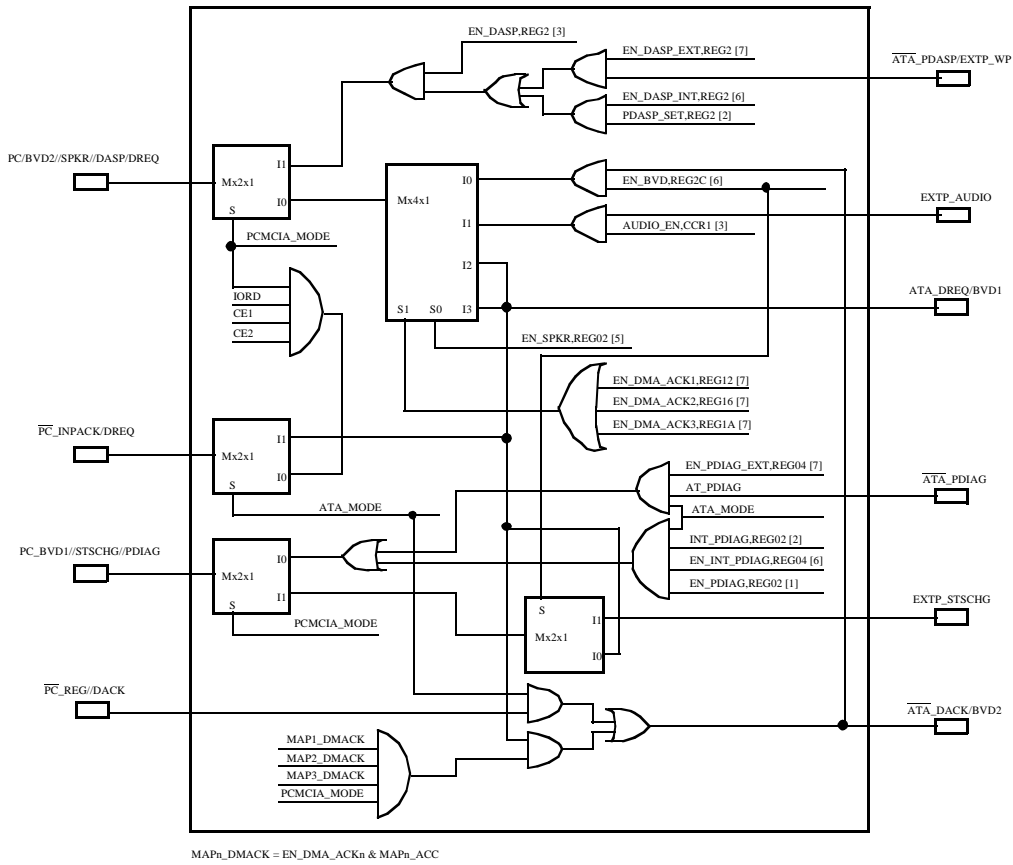 EN_DASP,REG2 [3]
EN_DASP_EXT,REG2 [7]
ATA_PDASP/EXTP_WP
EN_DASP_INT,REG2 [6]
PDASP_SET,REG2 [2]
PC/BVD2//SPKR//DASP/DREQ
I1
Mx2x1
I0
S
Mx4x1
I0
I1
I2
I3
S1
S0
EN_BVD,REG2C [6]
EXTP_AUDIO
AUDIO_EN,CCR1 [3]
PCMCIA_MODE
IORD
CE1
CE2
ATA_DREQ/BVD1
EN_SPKR,REG02 [5]
EN_DMA_ACK1,REG12 [7]
EN_DMA_ACK2,REG16 [7]
EN_DMA_ACK3,REG1A [7]
PC_INPACK/DREQ
I1
Mx2x1
I0
S
ATA_MODE
EN_PDIAG_EXT,REG04 [7]
AT_PDIAG
ATA_PDIAG
ATA_MODE
INT_PDIAG,REG02 [2]
EN_INT_PDIAG,REG04 [6]
EN_PDIAG,REG02 [1]
PC_BVD1//STSCHG//PDIAG
I0
Mx2x1
I1
S
PCMCIA_MODE
S
I1
Mx2x1
I0
EXTP_STSCHG
PC_REG//DACK
ATA_DACK/BVD2
MAP1_DMACK
MAP2_DMACK
MAP3_DMACK
PCMCIA_MODE
MAPn_DMACK = EN_DMA_ACKn & MAPn_ACC